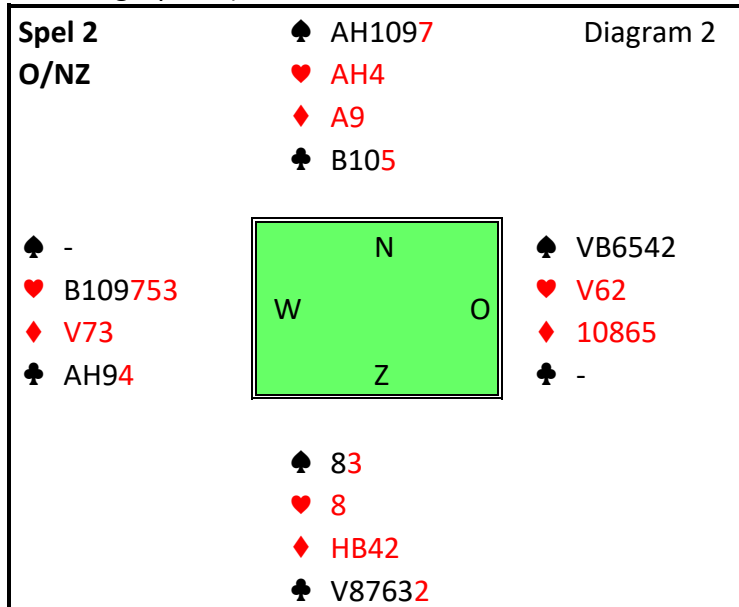 Spel 2 ♠ AH1097 Diagram 2
O/NZ ♥ AH4
♦ A9
♣ B105
♠ - N ♠ VB6542
♥ B109753 ♥ V62
W O
♦ V73 ♦ 10865
♣ AH94 Z ♣ -
♠ 83
♥ 8
♦ HB42
♣ V87632